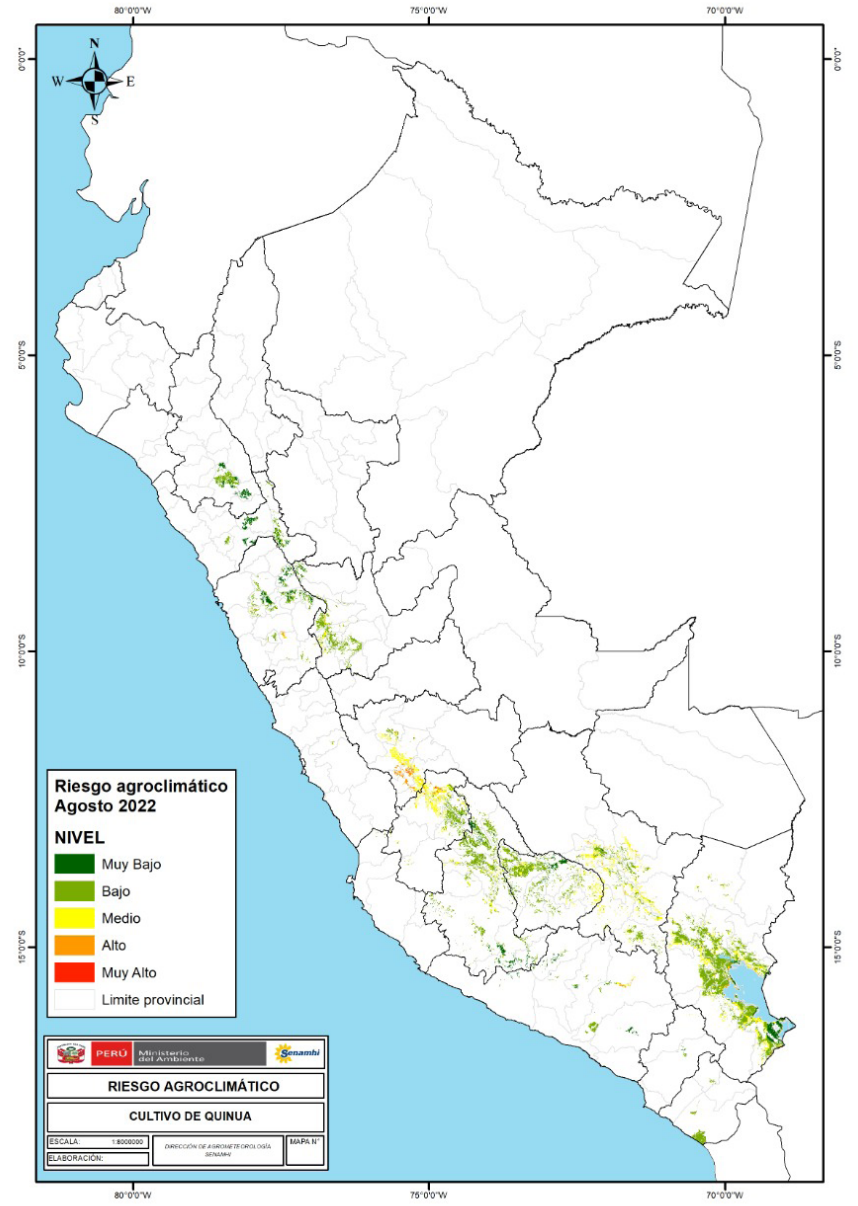 80°0'0"W 75°0'0"W 70°0'0"W
N
W E
S
0°0'0" 0°0'0"
5°0'0"S 5°0'0"S
10°0'0"S 10°0'0"S
15°0'0"S 15°0'0"S
Riesgo agroclimático
Agosto 2022
NIVEL
Muy Bajo
Bajo
Medio
Alto
Muy Alto
Limite provincial
PERÚ Ministerio
del Ambiente
Senamhi
RIESGO AGROCLIMÁTICO
CULTIVO DE QUINUA
ESCALA: 1:8000000
DIRECCIÓN DE AGROMETEOROLOGÍA
SENAMHI
MAPA N°
ELABORACIÓN:
80°0'0"W 75°0'0"W 70°0'0"W